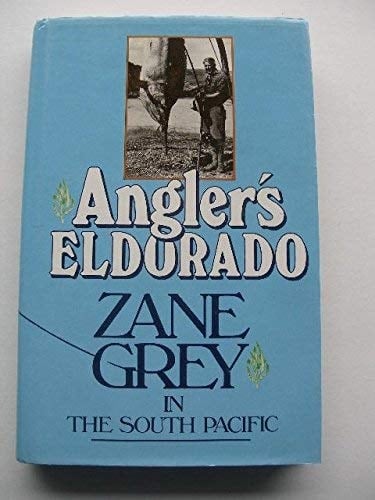 Angler's
ELDORADO
ZANE
GREY
IN
THE SOUTH PACIFIC